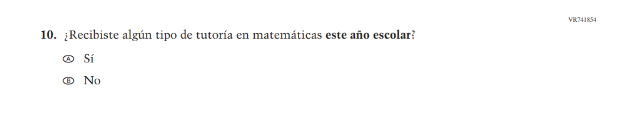 VR741854
10. ¿Recibiste algún tipo de tutoría en matemáticas este año escolar?
A Sí
B No